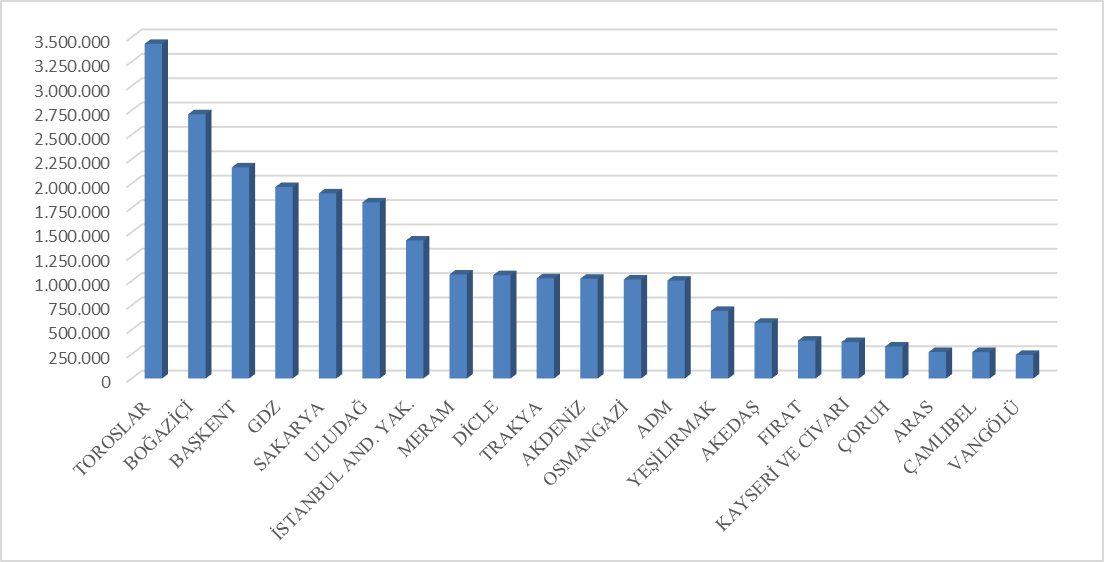 3.500.000
3.250.000
3.000.000
2.750.000
2.500.000
2.250.000
2.000.000
1.750.000
1.500.000
1.250.000
1.000.000
750.000
500.000
250.000
0
TOROSLAR
BOĞAZİÇİ
BAŞKENT
GDZ
SAKARYA
ULUDAĞ
İSTANBUL AND. YAK.
MERAM
DİCLE
TRAKYA
AKDENİZ
OSMANGAZİ
ADM
YEŞİLIRMAK
AKEDAŞ
FIRAT
KAYSERİ VE CİVARI
ÇORUH
ARAS
ÇAMLIBEL
VANGÖLÜ